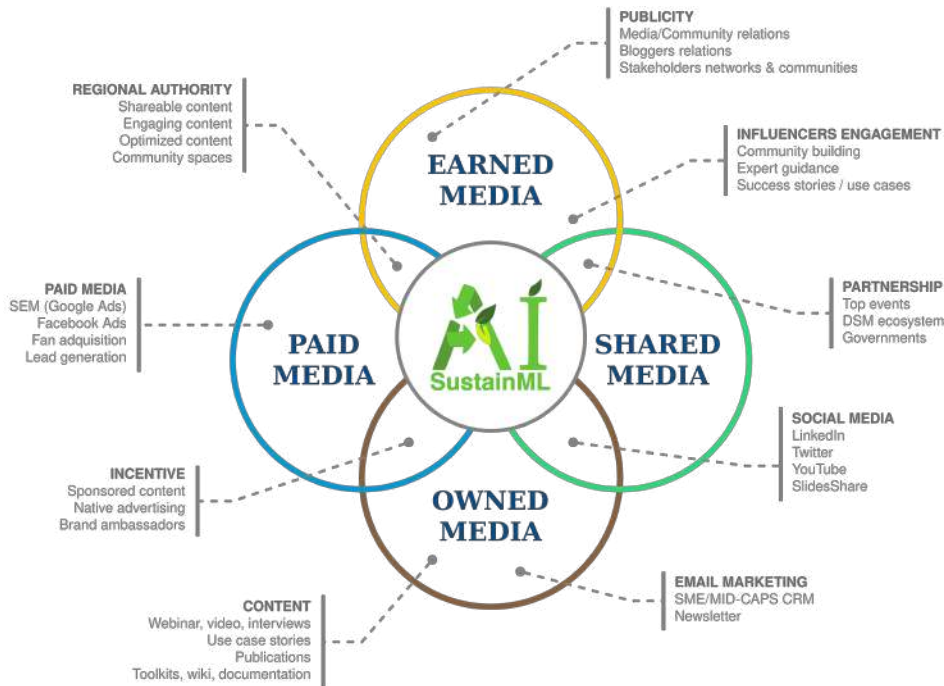 PUBLICITY
Media/Community relations
Bloggers relations
Stakeholders networks & communities
REGIONAL AUTHORITY
Shareable content
Engaging content
Optimized content
Community spaces
INFLUENCERS ENGAGEMENT
Community building
Expert guidance
Success stories / use cases
EARNED
MEDIA
PAID MEDIA
SEM (Google Ads)
Facebook Ads
Fan adquisition
Lead generation
PARTNERSHIP
Top events
DSM ecosystem
Governments
PAID
MEDIA
AI
SustainML
SHARED
MEDIA
SOCIAL MEDIA
LinkedIn
Twitter
YouTube
SlidesShare
INCENTIVE
Sponsored content
Native advertising
Brand ambassadors
OWNED
MEDIA
EMAIL MARKETING
SME/MID-CAPS CRM
Newsletter
CONTENT
Webinar, video, interviews
Use case stories
Publications
Toolkits, wiki, documentation